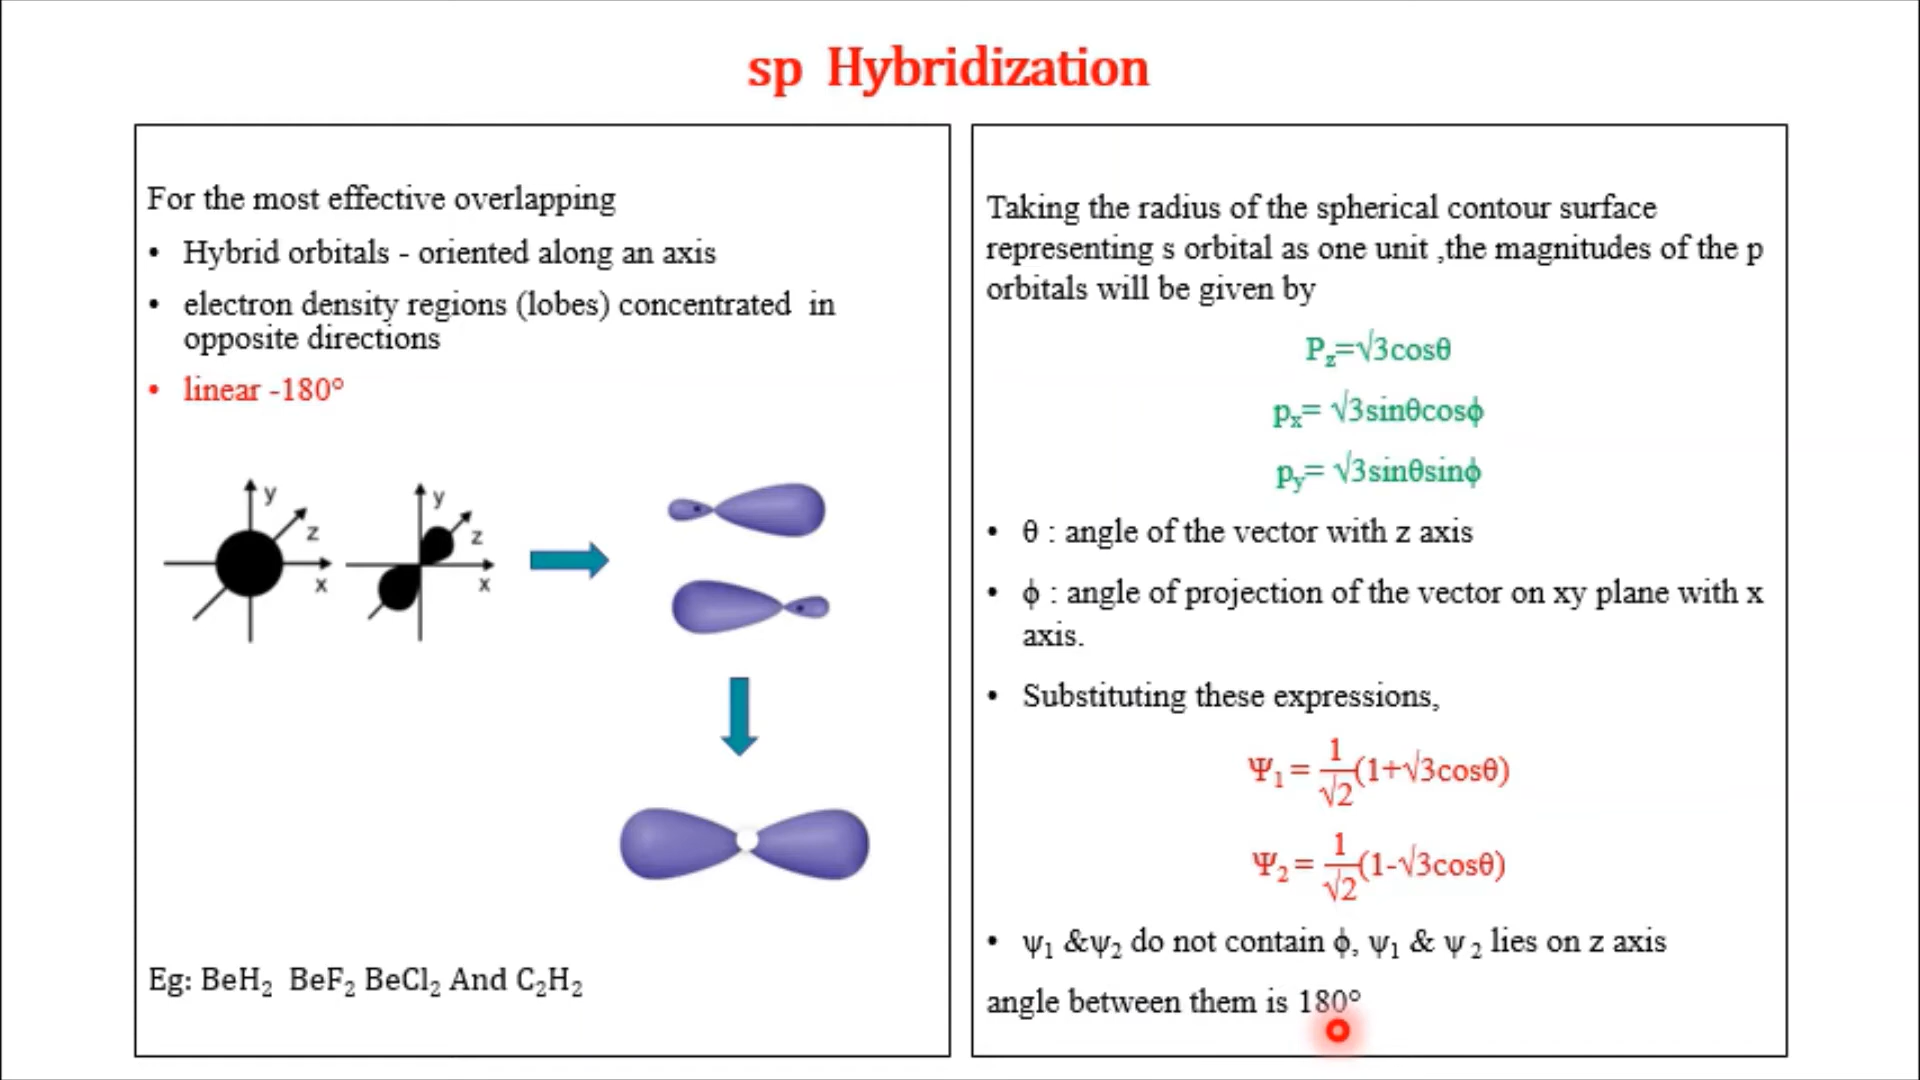 sp Hybridization
For the most effective overlapping
• Hybrid orbitals - oriented along an axis
• electron density regions (lobes) concentrated in
opposite directions
• linear -180°
y
z
x
y
z
x
Eg: BeH₂ BeF₂ BeCl₂ And C₂H₂
Taking the radius of the spherical contour surface
representing s orbital as one unit ,the magnitudes of the p
orbitals will be given by
P_z=√3cosθ
pₓ= √3sinθcosϕ
p_y= √3sinθsinϕ
• θ : angle of the vector with z axis
• ϕ : angle of projection of the vector on xy plane with x
axis.
• Substituting these expressions,
Ψ₁= 1/√2(1+√3cosθ)
Ψ₂= 1/√2(1-√3cosθ)
• ψ₁ &ψ₂ do not contain ϕ, ψ₁ & ψ₂ lies on z axis
angle between them is 180°